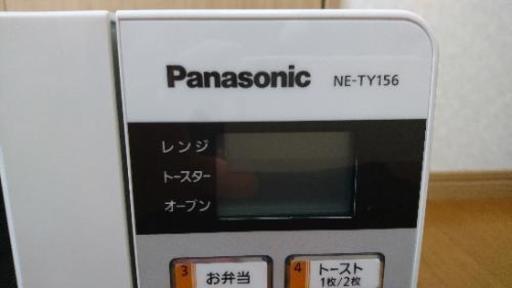 Panasonic NE-TY156
レンジ
トースター
オーブン
3 お弁当
4 トースト
1枚/2枚